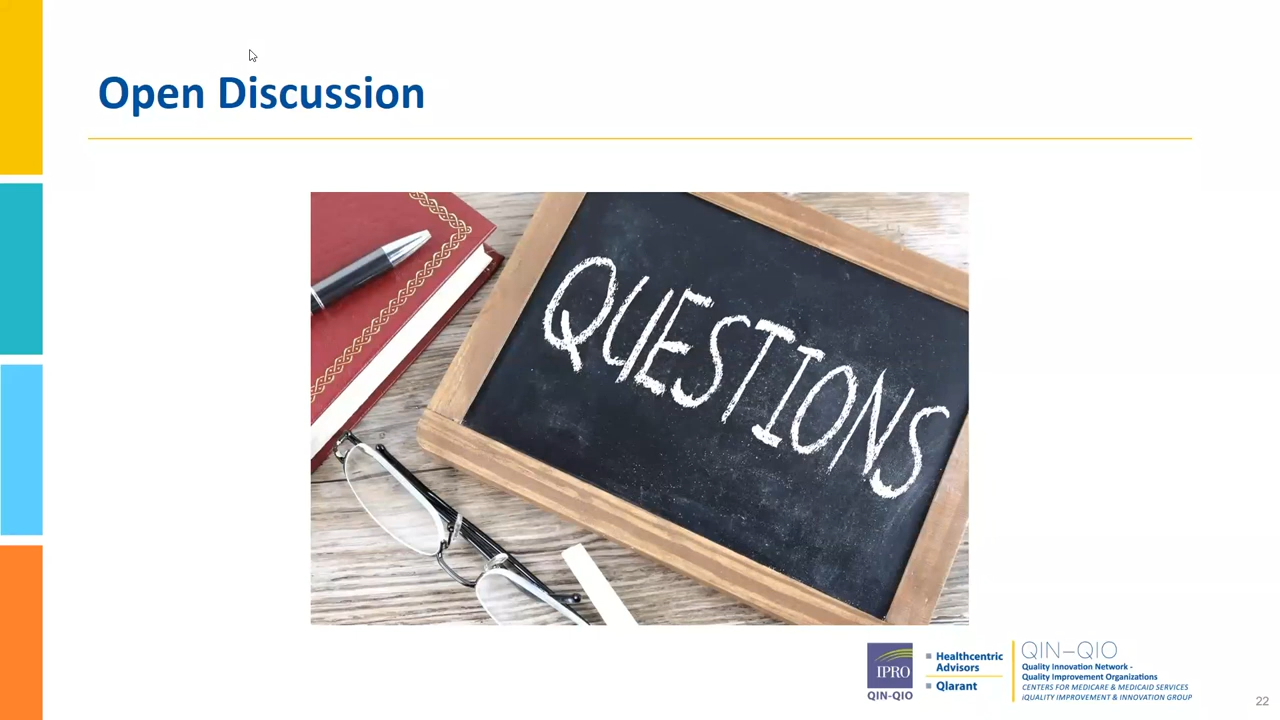 Open Discussion
QUESTIONS
IPRO
QIN-QIO
Healthcentric
Advisors
Qlarant
QIN–QIO
Quality Innovation Network -
Quality Improvement Organizations
CENTERS FOR MEDICARE & MEDICAID SERVICES
iQUALITY IMPROVEMENT & INNOVATION GROUP
22